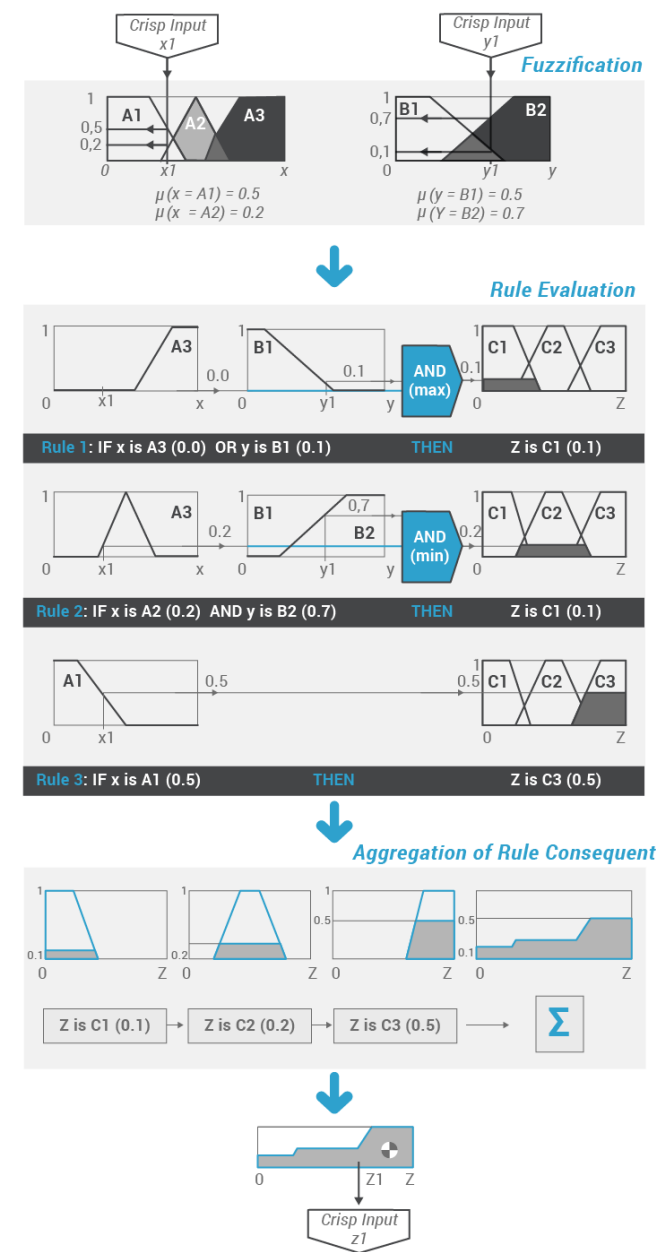 Crisp Input
x1
Crisp Input
y1
Fuzzification
1
A1
A2
A3
0,5
0,2
0
x1
x
μ (x = A1) = 0.5
μ (x = A2) = 0.2
1
B1
B2
0,7
0,1
0
y1
y
μ (y = B1) = 0.5
μ (Y = B2) = 0.7
Rule Evaluation
1
A3
0
x1
x
0.0
1
B1
0.1
0
y1
y
AND
(max)
0.1
1
C1
C2
C3
0
Z
Rule 1: IF x is A3 (0.0) OR y is B1 (0.1) THEN Z is C1 (0.1)
1
A3
0
x1
x
0.2
1
B1
0,7
B2
0
y1
y
AND
(min)
0.2
1
C1
C2
C3
0
Z
Rule 2: IF x is A2 (0.2) AND y is B2 (0.7) THEN Z is C1 (0.1)
A1
0
x1
0.5
0.5
1
C1
C2
C3
0
Z
Rule 3: IF x is A1 (0.5) THEN Z is C3 (0.5)
Aggregation of Rule Consequent
1
0.1
0
Z
1
0.2
0
Z
1
0.5
0
Z
0.5
0.1
0
Z
Z is C1 (0.1)
Z is C2 (0.2)
Z is C3 (0.5)
Σ
0
Z1
Z
Crisp Input
z1